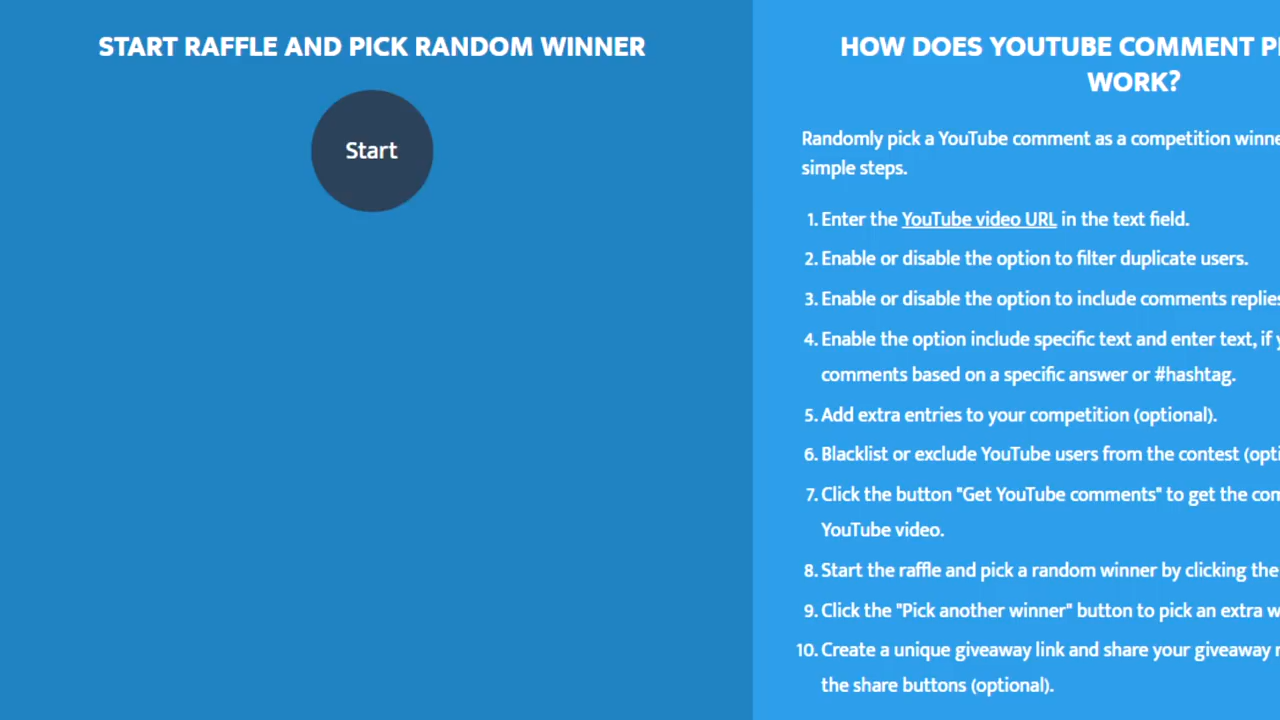 START RAFFLE AND PICK RANDOM WINNER
Start
HOW DOES YOUTUBE COMMENT
WORK?
Randomly pick a YouTube comment as a competition
simple steps.
1. Enter the YouTube video URL in the text field.
2. Enable or disable the option to filter duplicate users.
3. Enable or disable the option to include comments
4. Enable the option include specific text and enter text, if
comments based on a specific answer or #hashtag.
5. Add extra entries to your competition (optional).
6. Blacklist or exclude YouTube users from the contest
7. Click the button "Get YouTube comments" to get the
YouTube video.
8. Start the raffle and pick a random winner by clicking the
9. Click the "Pick another winner" button to pick an extra
10. Create a unique giveaway link and share your giveaway
the share buttons (optional).